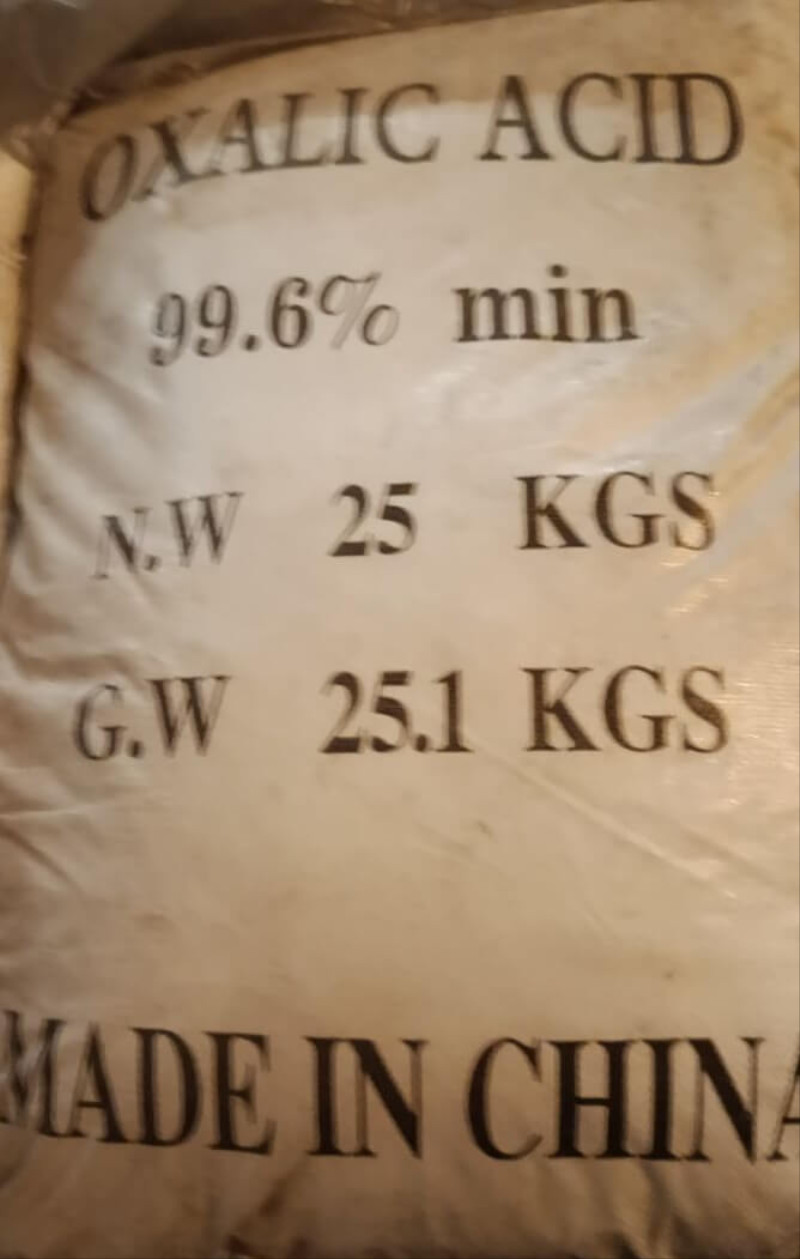 OXALIC ACID
99.6% min
N.W 25 KGS
G.W 25.1 KGS
MADE IN CHINA